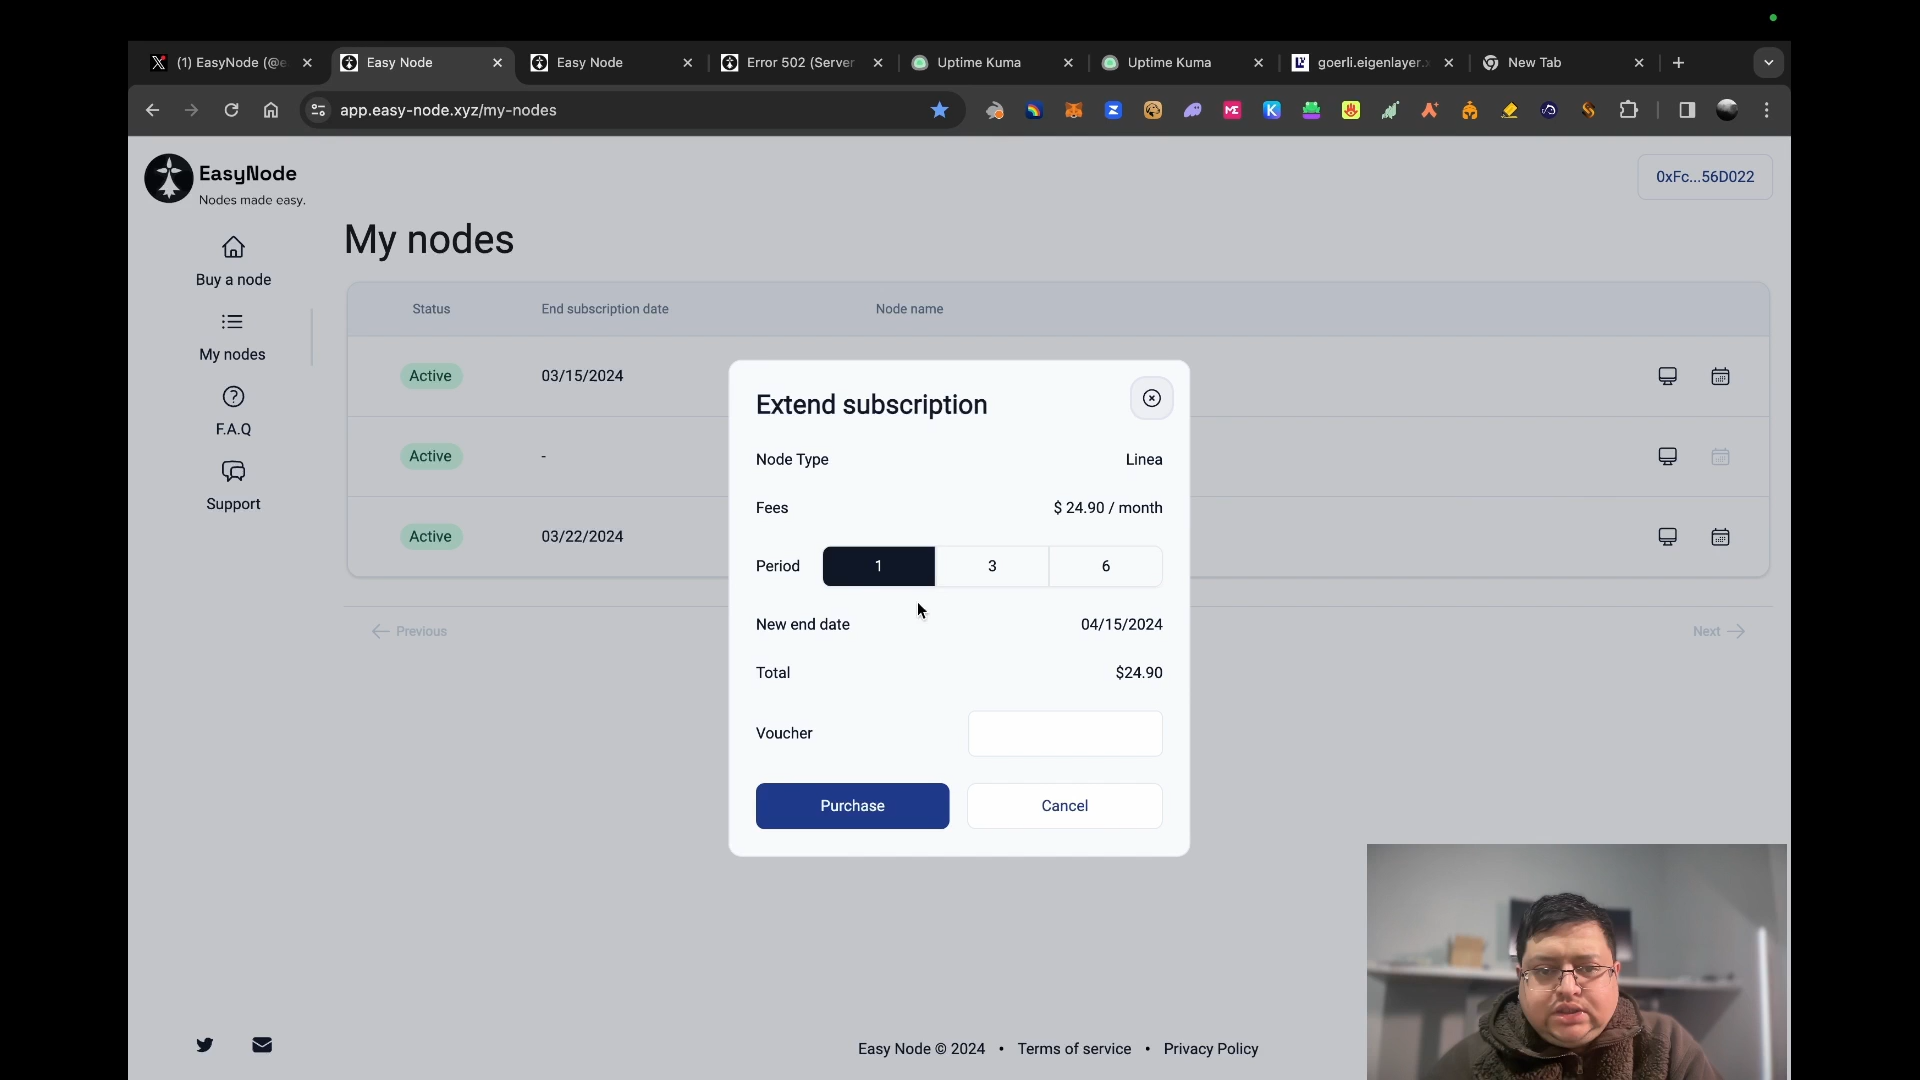 (1) EasyNode (@e
Easy Node
Easy Node
Error 502 (Server
Uptime Kuma
Uptime Kuma
goerli.eigenlayer.x
New Tab
app.easy-node.xyz/my-nodes
EasyNode
Nodes made easy.
0xFc...56D022
Buy a node
My nodes
F.A.Q
Support
My nodes
Status End subscription date Node name
Active 03/15/2024
Active -
Active 03/22/2024
Previous
Next
Extend subscription
Node Type Linea
Fees $ 24.90 / month
Period 1 3 6
New end date 04/15/2024
Total $24.90
Voucher
Purchase Cancel
Easy Node © 2024 • Terms of service • Privacy Policy